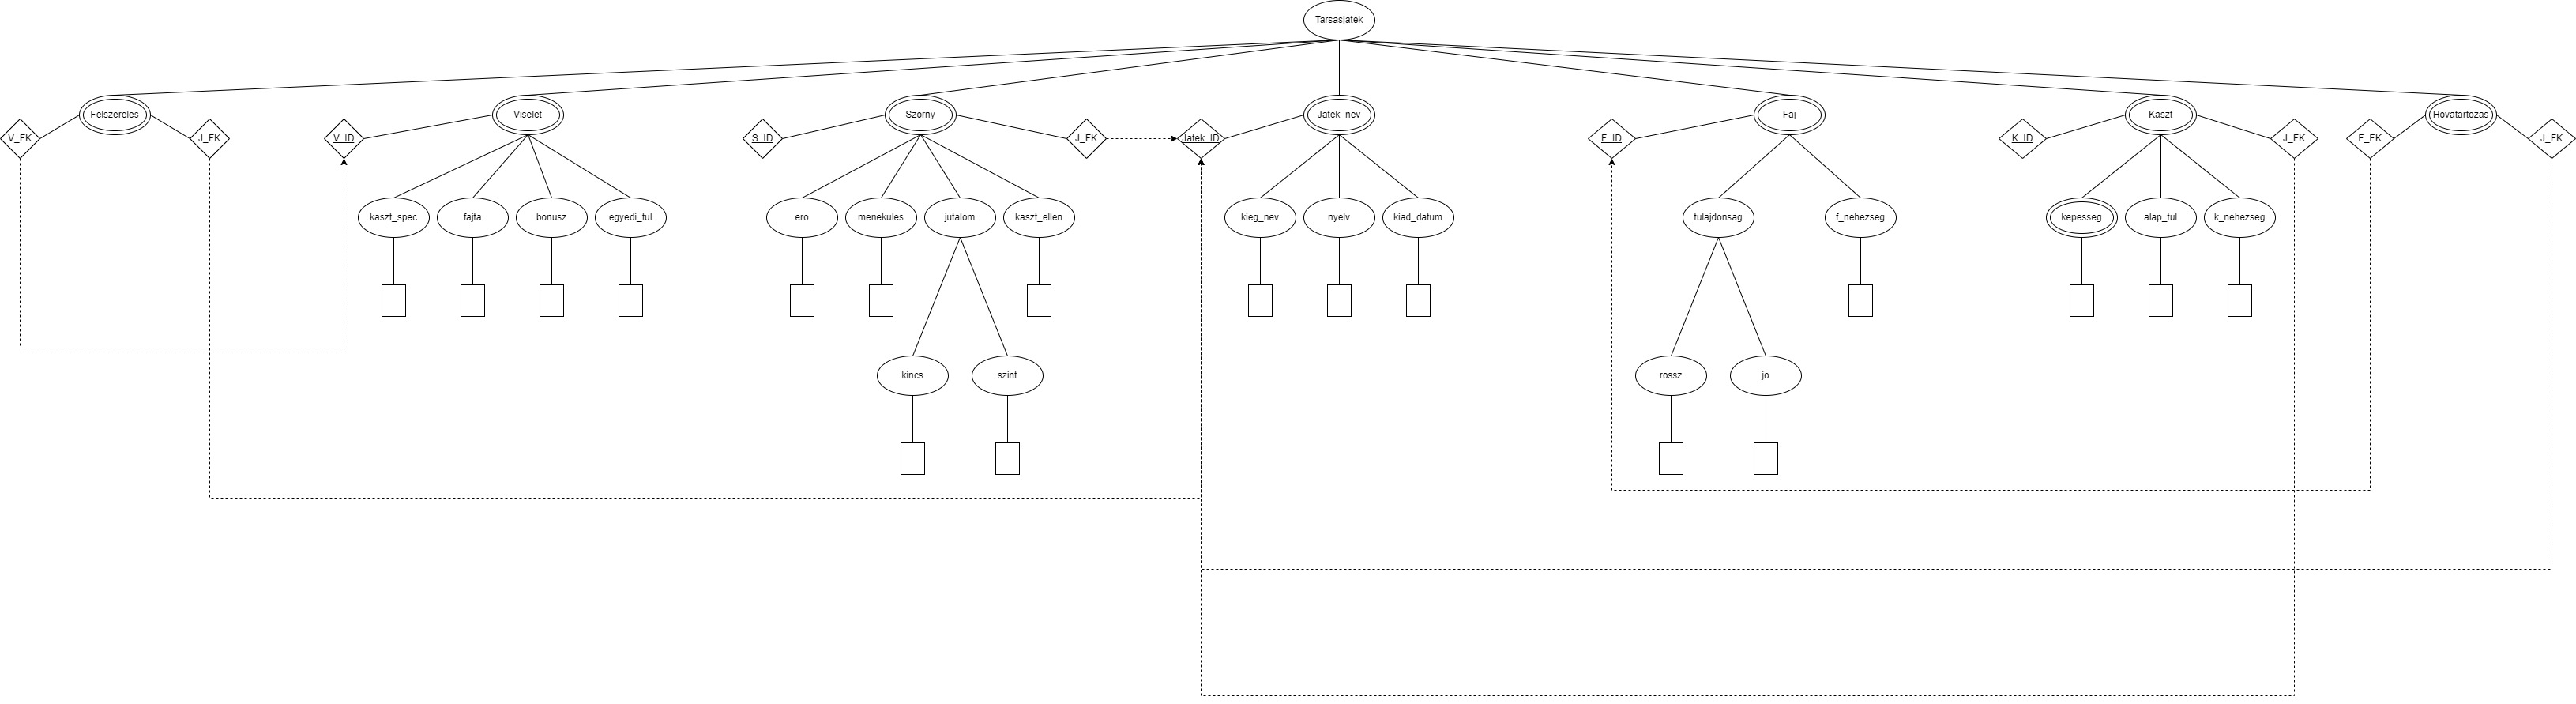 Tarsasjatek
Felszereles
Viselet
Szorny
Jatek_nev
Faj
Kaszt
Hovatartozas
V_FK
J_FK
V_ID
S_ID
J_FK
Jatek_ID
F_ID
K_ID
J_FK
F_FK
J_FK
kaszt_spec
fajta
bonusz
egyedi_tul
ero
menekules
jutalom
kaszt_ellen
kieg_nev
nyelv
kiad_datum
tulajdonsag
f_nehezseg
kepesseg
alap_tul
k_nehezseg
kincs
szint
rossz
jo